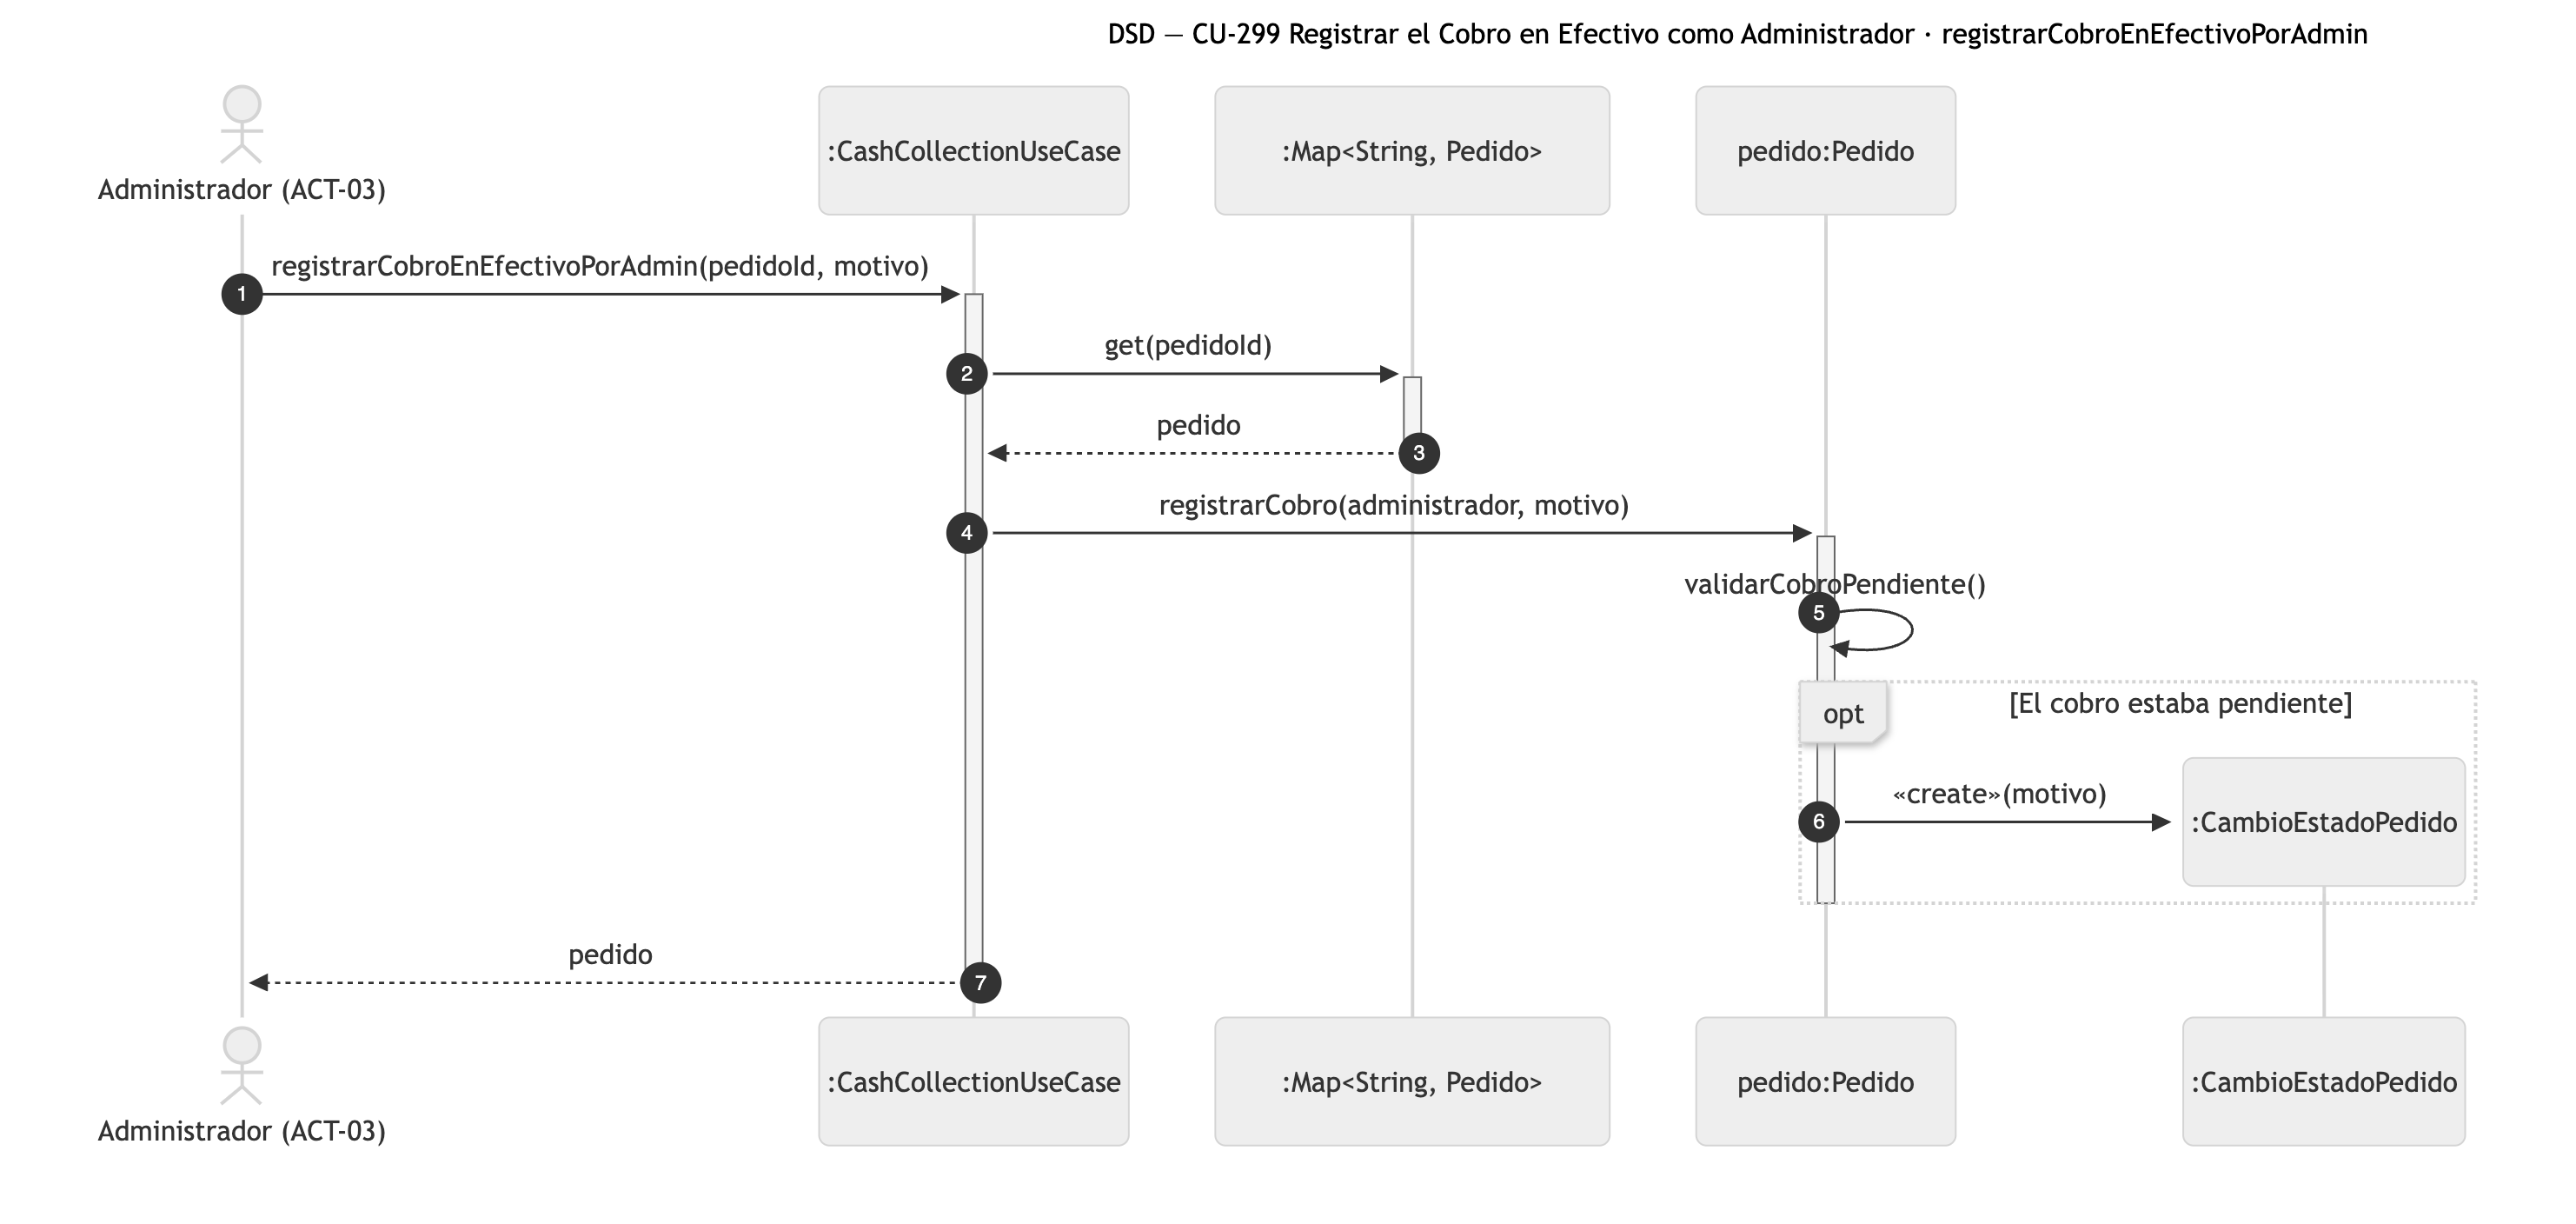 DSD — CU-299 Registrar el Cobro en Efectivo como Administrador · registrarCobroEnEfectivoPorAdmin
Administrador (ACT-03)
:CashCollectionUseCase
:Map<String, Pedido>
pedido:Pedido
registrarCobroEnEfectivoPorAdmin(pedidoId, motivo)
1
get(pedidoId)
2
pedido
3
registrarCobro(administrador, motivo)
4
validarCobroPendiente()
5
opt
[El cobro estaba pendiente]
«create»(motivo)
6
:CambioEstadoPedido
pedido
7
Administrador (ACT-03)
:CashCollectionUseCase
:Map<String, Pedido>
pedido:Pedido
:CambioEstadoPedido